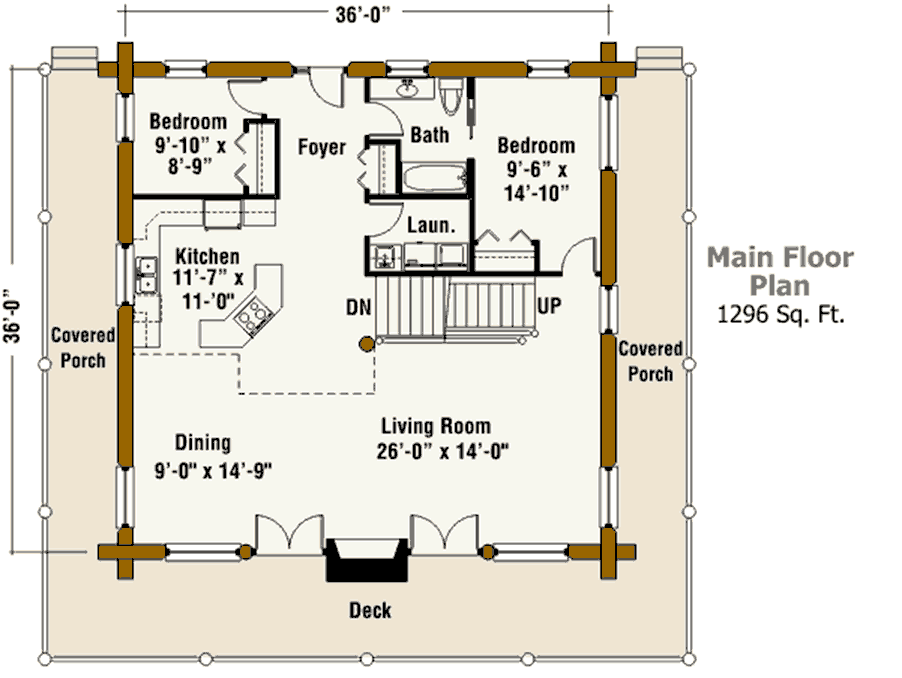 36'-0"
Bedroom
9'-10" x
8'-9"
Foyer
Bath
Bedroom
9'-6" x
14'-10"
Laun.
Kitchen
11'-7" x
11-'0"
Main Floor
Plan
1296 Sq. Ft.
DN
UP
36'-0"
Covered
Porch
Covered
Porch
Living Room
26'-0" x 14'-0"
Dining
9'-0" x 14'-9"
Deck